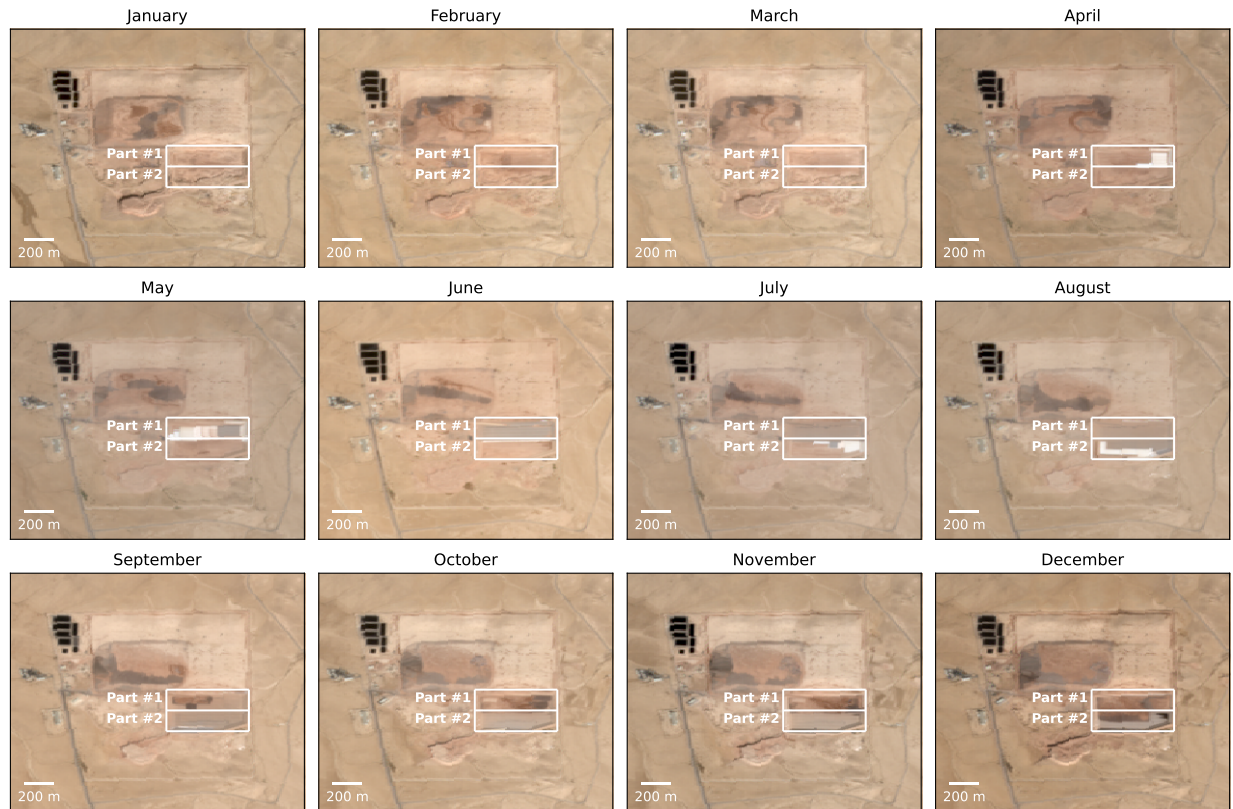 January
February
March
April
Part #1
Part #1
Part #1
Part #1
Part #2
Part #2
Part #2
Part #2
200 m
200 m
200 m
200 m
May
June
July
August
Part #1
Part #1
Part #1
Part #1
Part #2
Part #2
Part #2
Part #2
200 m
200 m
200 m
200 m
September
October
November
December
Part #1
Part #1
Part #1
Part #1
Part #2
Part #2
Part #2
Part #2
200 m
200 m
200 m
200 m